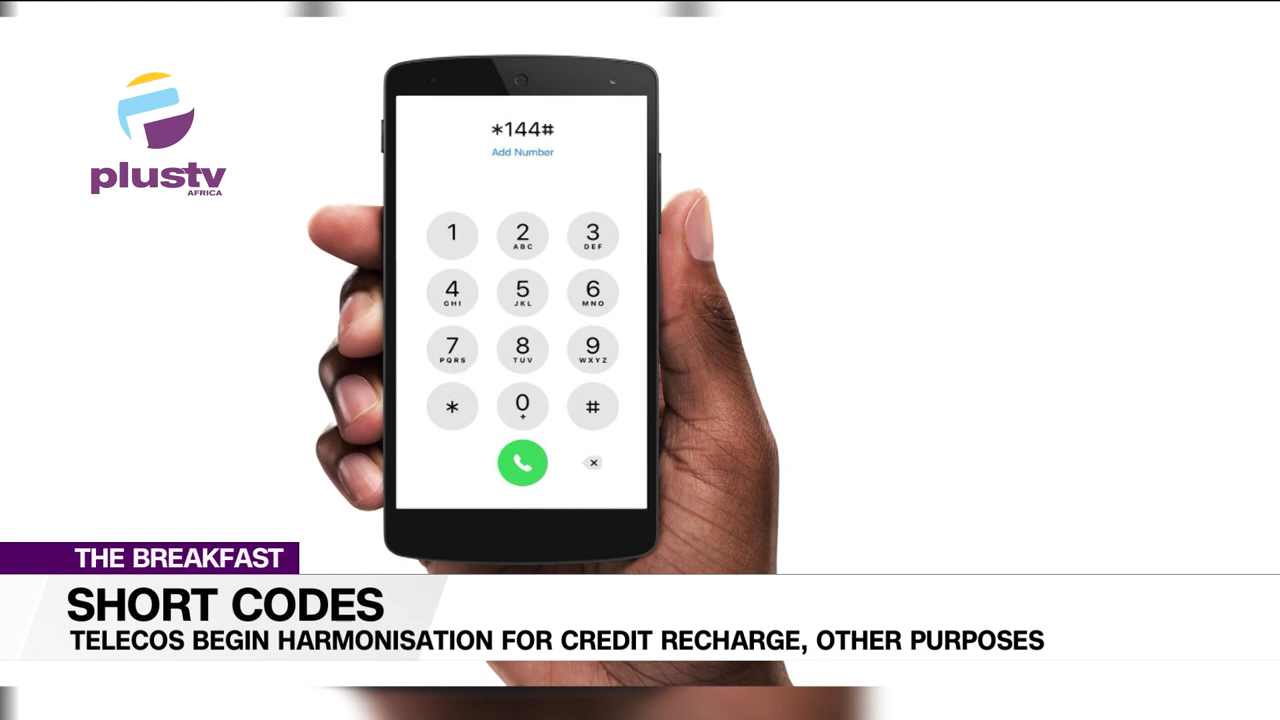 plustv
AFRICA
*144#
Add Number
1
2
ABC
3
DEF
4
GHI
5
JKL
6
MNO
7
PQRS
8
TUV
9
WXYZ
*
0
+
#
THE BREAKFAST
SHORT CODES
TELECOS BEGIN HARMONISATION FOR CREDIT RECHARGE, OTHER PURPOSES